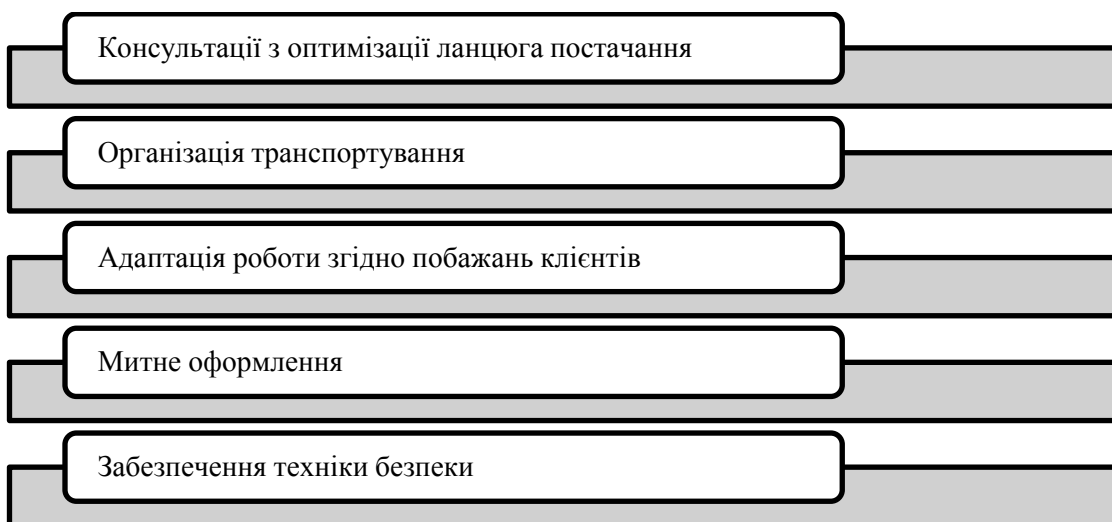 Консультації з оптимізації ланцюга постачання
Організація транспортування
Адаптація роботи згідно побажань клієнтів
Митне оформлення
Забезпечення техніки безпеки